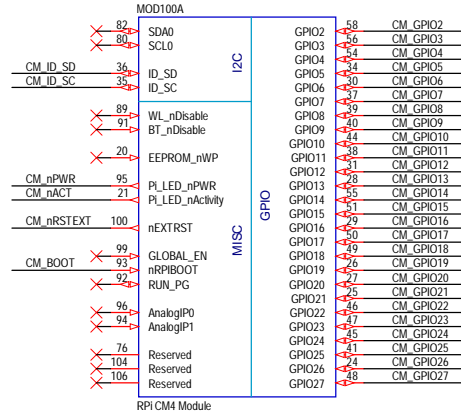 MOD100A
82 SDA0 GPIO2 58 CM_GPIO2
80 SCL0 GPIO3 56 CM_GPIO3
GPIO4 54 CM_GPIO4
CM_ID_SD 36 ID_SD GPIO5 34 CM_GPIO5
CM_ID_SC 35 ID_SC GPIO6 30 CM_GPIO6
I2C
GPIO7 37 CM_GPIO7
89 WL_nDisable GPIO8 39 CM_GPIO8
91 BT_nDisable GPIO9 40 CM_GPIO9
GPIO10 44 CM_GPIO10
20 EEPROM_nWP GPIO11 38 CM_GPIO11
GPIO12 31 CM_GPIO12
CM_nPWR 95 Pi_LED_nPWR GPIO13 28 CM_GPIO13
CM_nACT 21 Pi_LED_nActivity GPIO14 55 CM_GPIO14
GPIO
GPIO15 51 CM_GPIO15
CM_nRSTEXT 100 nEXTRST GPIO16 29 CM_GPIO16
MISC
GPIO17 50 CM_GPIO17
99 GLOBAL_EN GPIO18 49 CM_GPIO18
CM_BOOT 93 nRPIBOOT GPIO19 26 CM_GPIO19
92 RUN_PG GPIO20 27 CM_GPIO20
GPIO21 25 CM_GPIO21
96 AnalogIP0 GPIO22 46 CM_GPIO22
94 AnalogIP1 GPIO23 47 CM_GPIO23
GPIO24 45 CM_GPIO24
76 Reserved GPIO25 41 CM_GPIO25
104 Reserved GPIO26 24 CM_GPIO26
106 Reserved GPIO27 48 CM_GPIO27
RPi CM4 Module